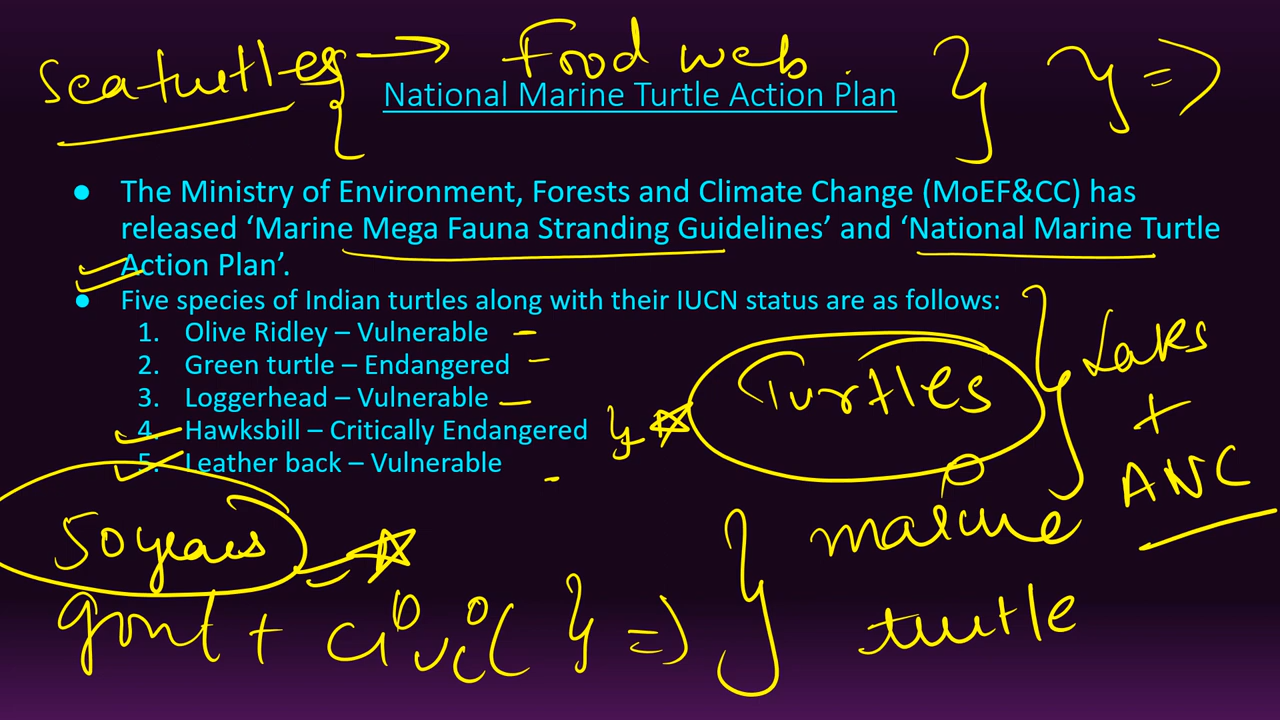 Sea turtles → Food web. } y ⇒
National Marine Turtle Action Plan
● The Ministry of Environment, Forests and Climate Change (MoEF&CC) has
released ‘Marine Mega Fauna Stranding Guidelines’ and ‘National Marine Turtle
Action Plan’.
● Five species of Indian turtles along with their IUCN status are as follows:
1. Olive Ridley – Vulnerable
2. Green turtle – Endangered
3. Loggerhead – Vulnerable
4. Hawksbill – Critically Endangered
5. Leather back – Vulnerable
Turtles
Laks
+
ANC
50 years
marine
turtle